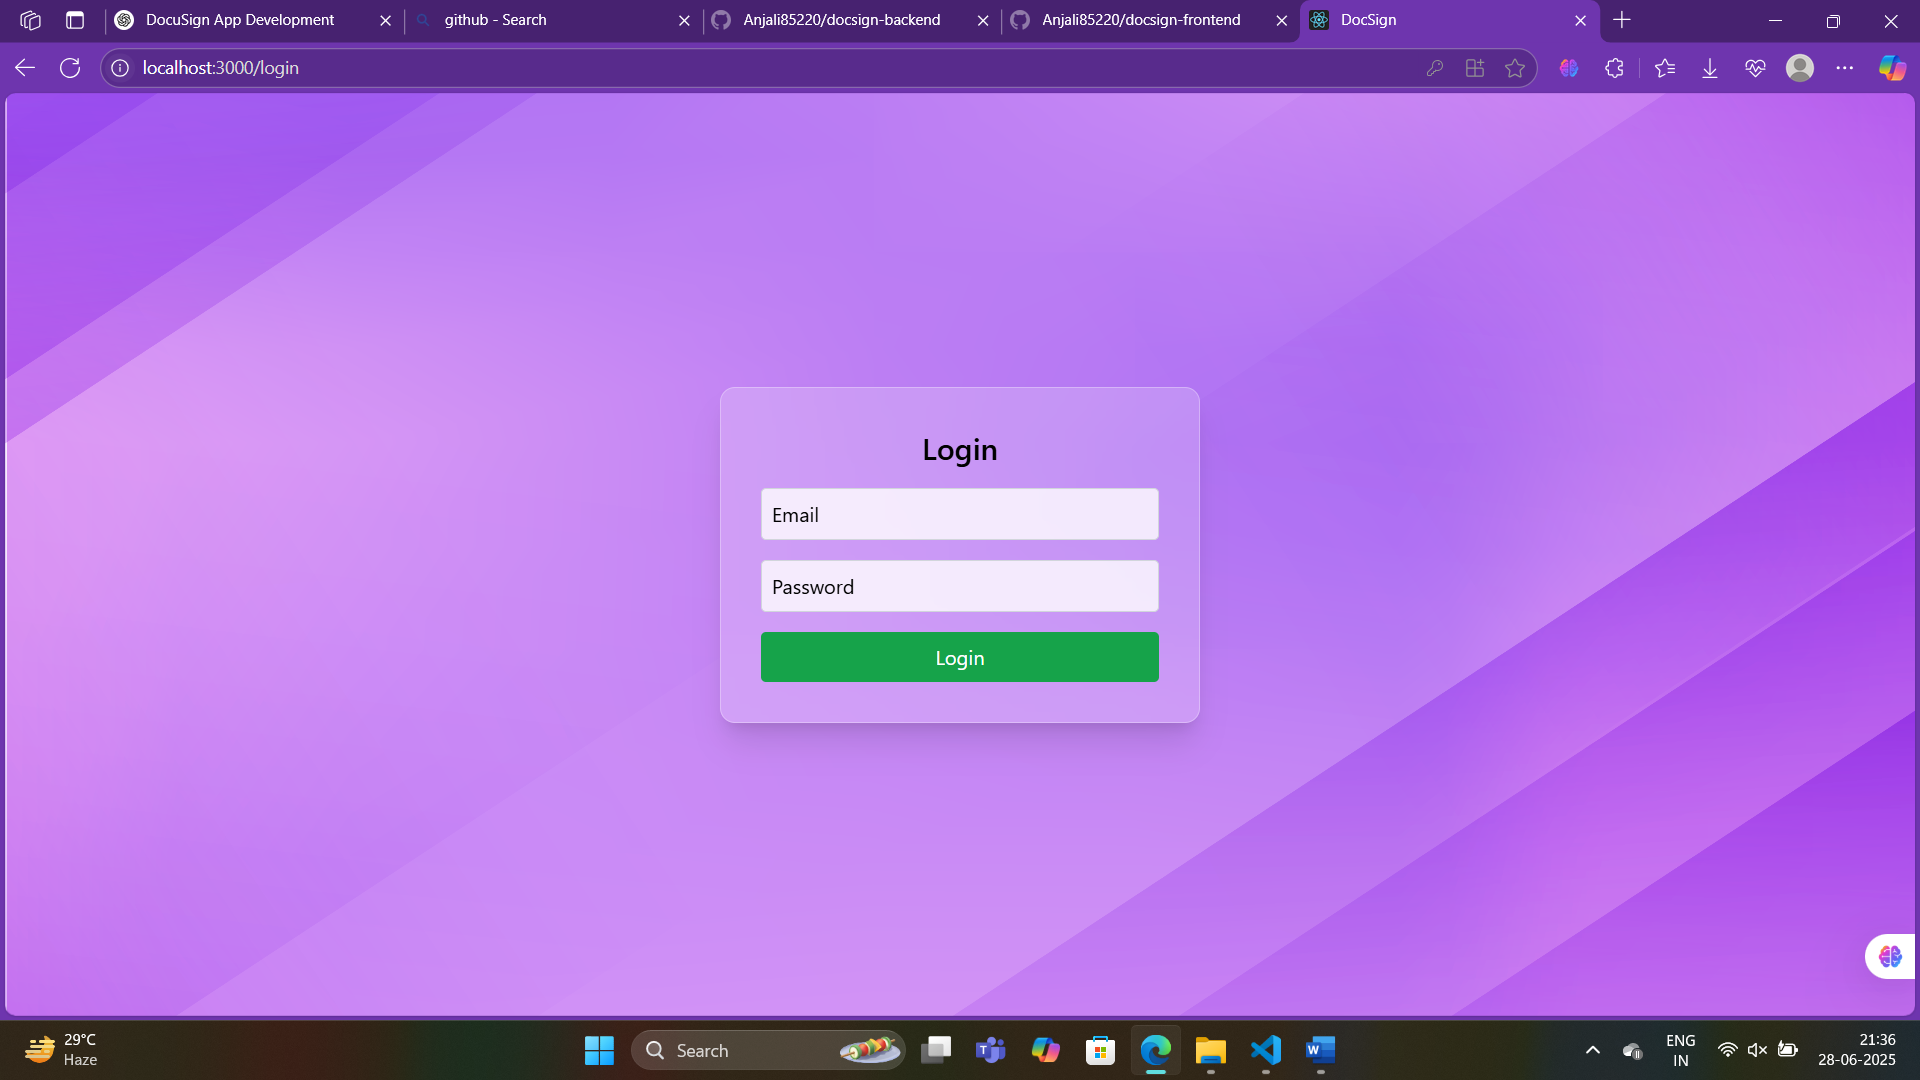 DocuSign App Development
github - Search
Anjali85220/docsign-backend
Anjali85220/docsign-frontend
DocSign
localhost:3000/login
Login
Email
Password
Login
29°C
Haze
Search
T
W
ENG
IN
21:36
28-06-2025